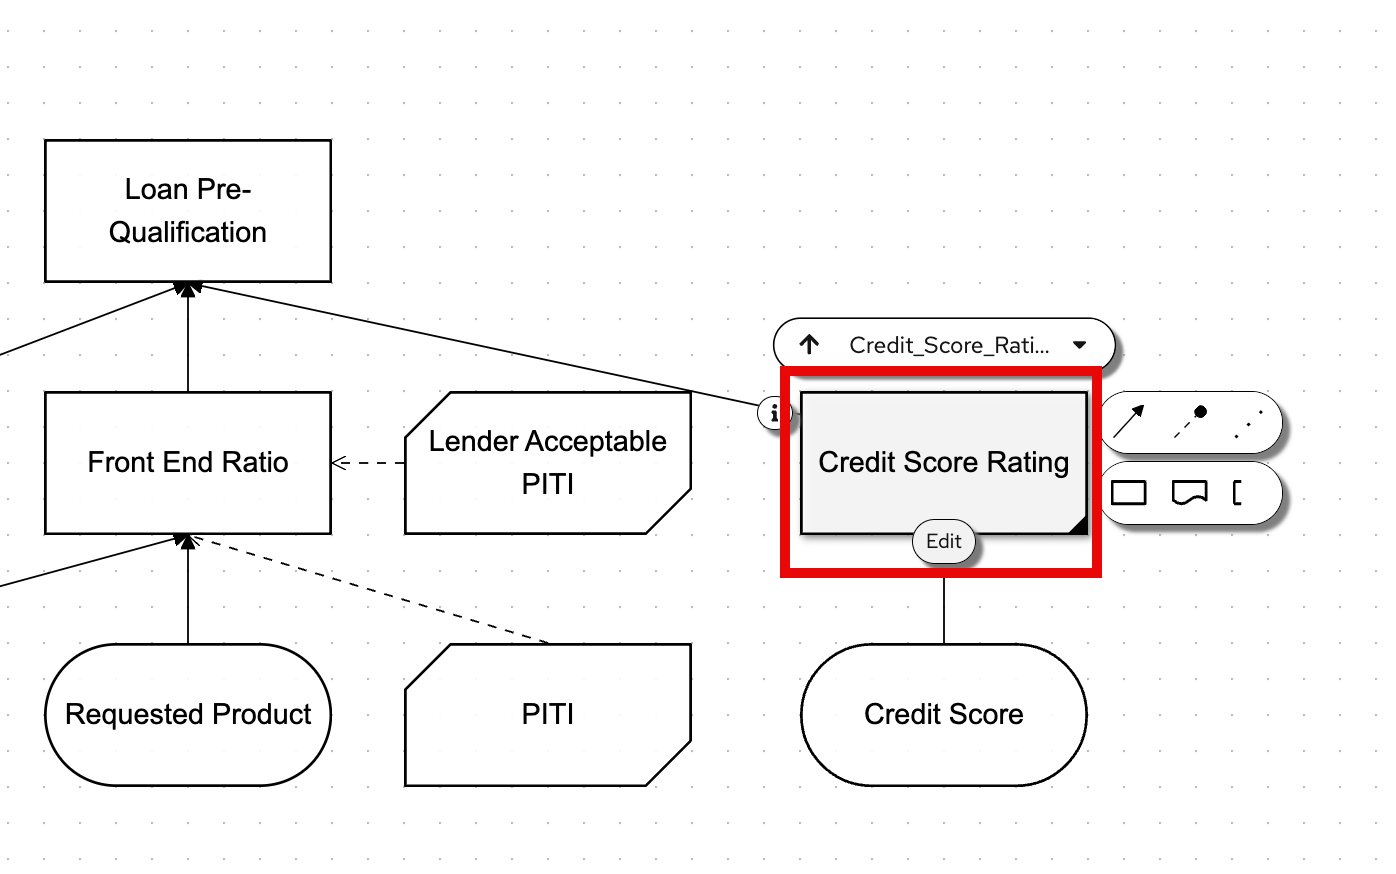 Loan Pre-
Qualification
Credit_Score_Rati...
i
Front End Ratio
Lender Acceptable
PITI
Credit Score Rating
Edit
Requested Product
PITI
Credit Score